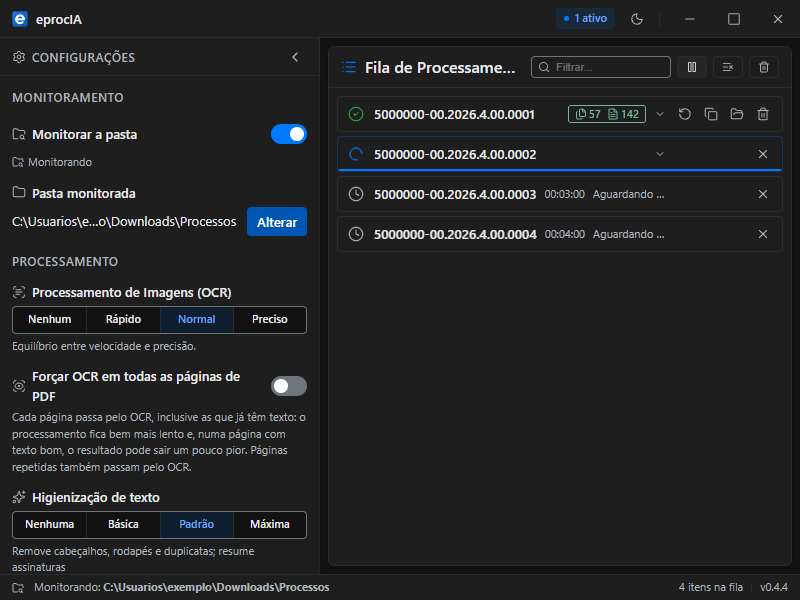 eprocIA
1 ativo
CONFIGURAÇÕES
MONITORAMENTO
Monitorar a pasta
Monitorando
Pasta monitorada
C:\Usuarios\e...o\Downloads\Processos
Alterar
PROCESSAMENTO
Processamento de Imagens (OCR)
Nenhum Rápido Normal Preciso
Equilíbrio entre velocidade e precisão.
Forçar OCR em todas as páginas de
PDF
Cada página passa pelo OCR, inclusive as que já têm texto: o
processamento fica bem mais lento e, numa página com
texto bom, o resultado pode sair um pouco pior. Páginas
repetidas também passam pelo OCR.
Higienização de texto
Nenhuma Básica Padrão Máxima
Remove cabeçalhos, rodapés e duplicatas; resume
assinaturas
Fila de Processame...
Filtrar...
5000000-00.2026.4.00.0001 57 142
5000000-00.2026.4.00.0002
5000000-00.2026.4.00.0003 00:03:00 Aguardando ...
5000000-00.2026.4.00.0004 00:04:00 Aguardando ...
Monitorando: C:\Usuarios\exemplo\Downloads\Processos
4 itens na fila v0.4.4